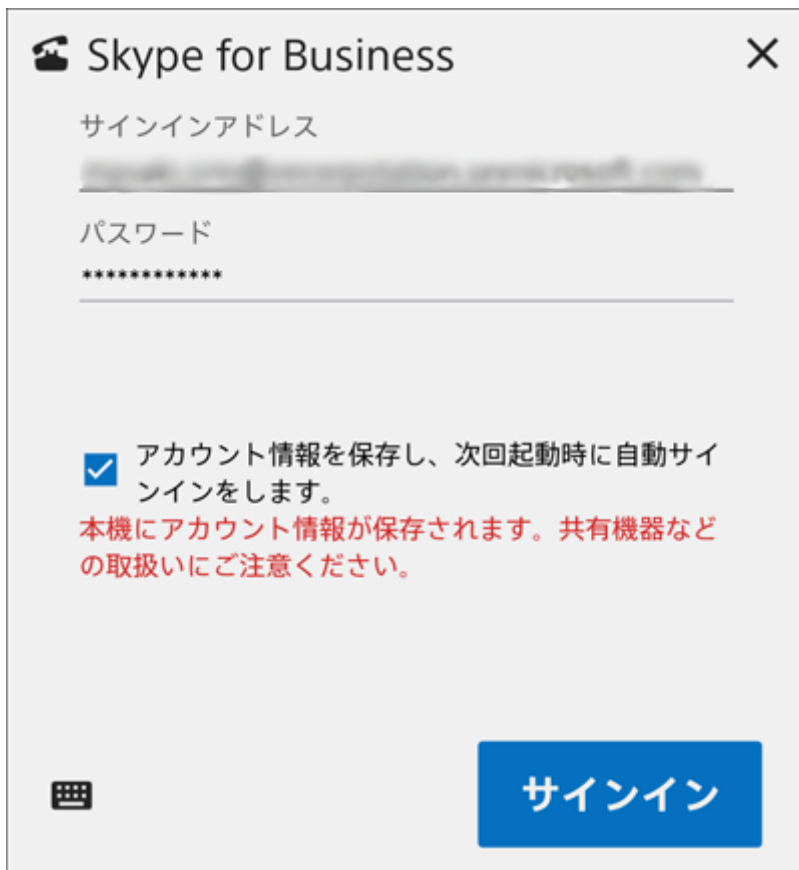 Skype for Business
サインインアドレス
パスワード
************
アカウント情報を保存し、次回起動時に自動サイ
ンインをします。
本機にアカウント情報が保存されます。共有機器など
の取扱いにご注意ください。
サインイン